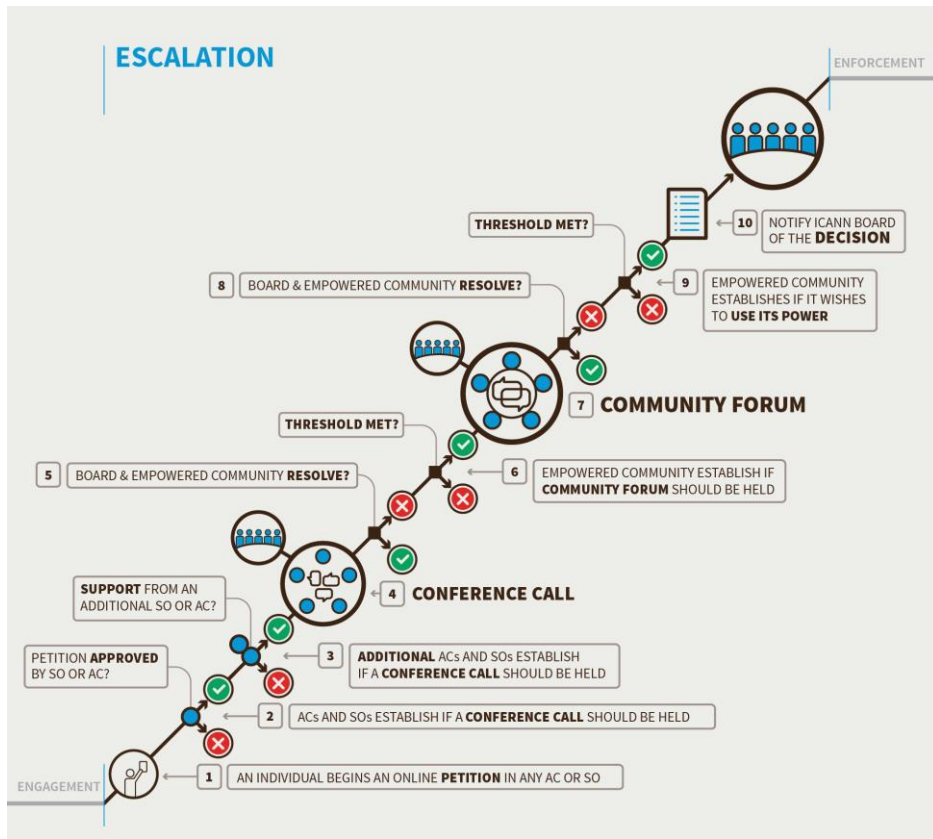 ESCALATION
ENFORCEMENT
10 NOTIFY ICANN BOARD
OF THE DECISION
THRESHOLD MET?
8 BOARD & EMPOWERED COMMUNITY RESOLVE?
9 EMPOWERED COMMUNITY
ESTABLISHES IF IT WISHES
TO USE ITS POWER
7 COMMUNITY FORUM
THRESHOLD MET?
5 BOARD & EMPOWERED COMMUNITY RESOLVE?
6 EMPOWERED COMMUNITY ESTABLISH IF
COMMUNITY FORUM SHOULD BE HELD
4 CONFERENCE CALL
SUPPORT FROM AN
ADDITIONAL SO OR AC?
3 ADDITIONAL ACs AND SOs ESTABLISH
IF A CONFERENCE CALL SHOULD BE HELD
PETITION APPROVED
BY SO OR AC?
2 ACs AND SOs ESTABLISH IF A CONFERENCE CALL SHOULD BE HELD
1 AN INDIVIDUAL BEGINS AN ONLINE PETITION IN ANY AC OR SO
ENGAGEMENT